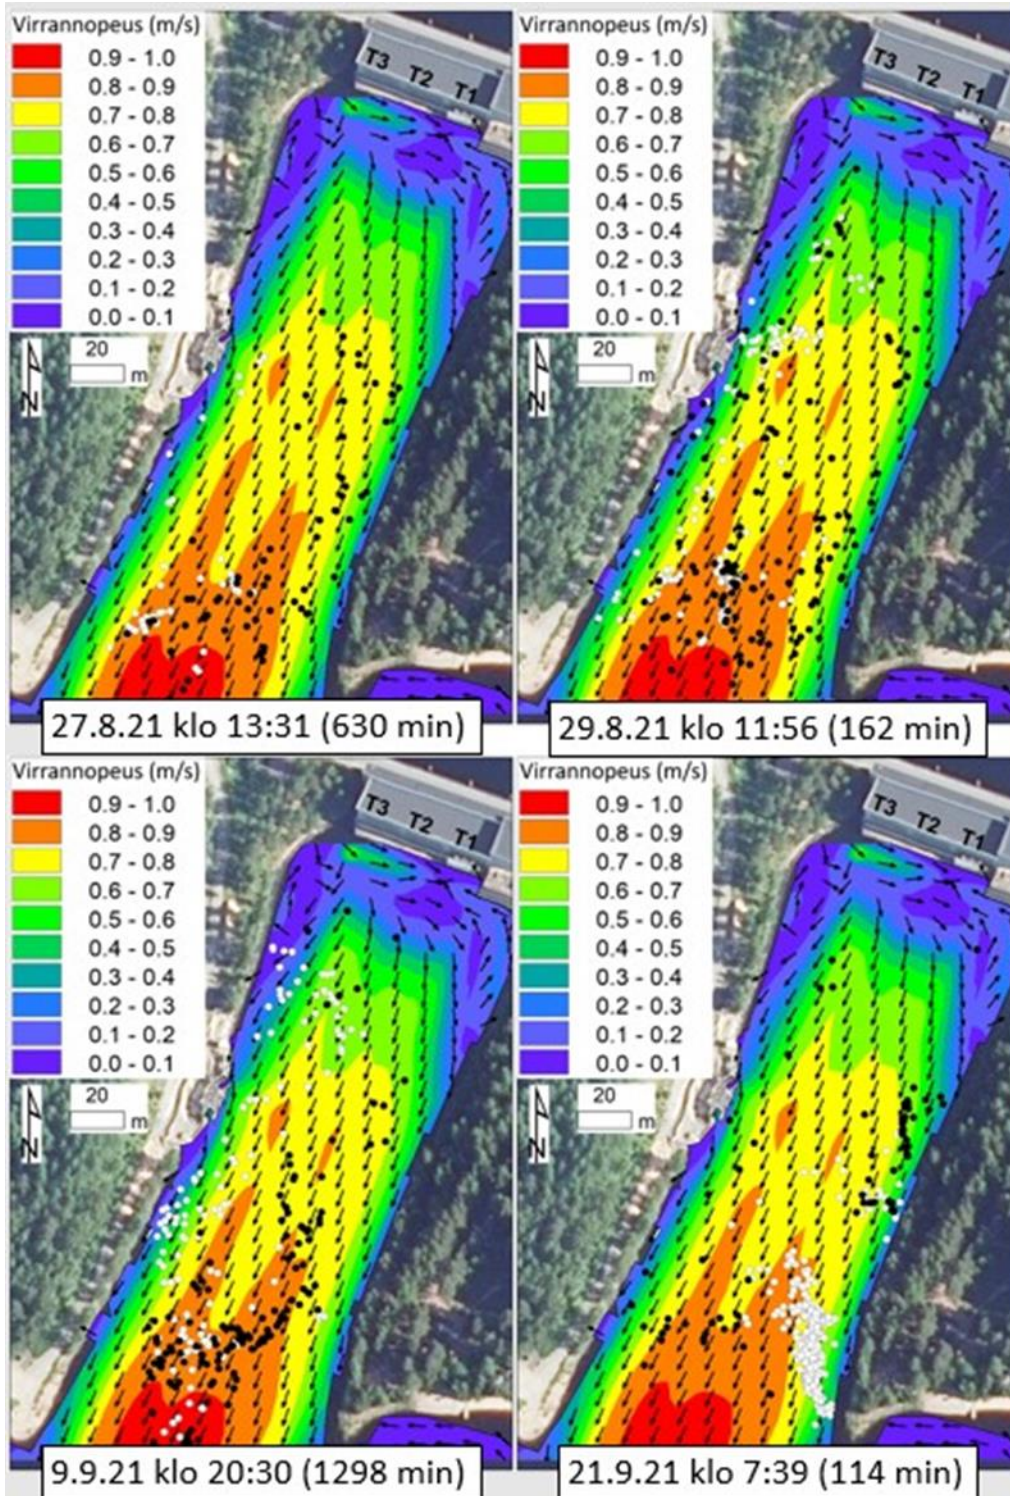 Virrannopeus (m/s)
0.9 - 1.0
0.8 - 0.9
0.7 - 0.8
0.6 - 0.7
0.5 - 0.6
0.4 - 0.5
0.3 - 0.4
0.2 - 0.3
0.1 - 0.2
0.0 - 0.1
T3 T2 T1
20
m
N
27.8.21 klo 13:31 (630 min)
Virrannopeus (m/s)
0.9 - 1.0
0.8 - 0.9
0.7 - 0.8
0.6 - 0.7
0.5 - 0.6
0.4 - 0.5
0.3 - 0.4
0.2 - 0.3
0.1 - 0.2
0.0 - 0.1
T3 T2 T1
20
m
N
29.8.21 klo 11:56 (162 min)
Virrannopeus (m/s)
0.9 - 1.0
0.8 - 0.9
0.7 - 0.8
0.6 - 0.7
0.5 - 0.6
0.4 - 0.5
0.3 - 0.4
0.2 - 0.3
0.1 - 0.2
0.0 - 0.1
T3 T2 T1
20
m
N
9.9.21 klo 20:30 (1298 min)
Virrannopeus (m/s)
0.9 - 1.0
0.8 - 0.9
0.7 - 0.8
0.6 - 0.7
0.5 - 0.6
0.4 - 0.5
0.3 - 0.4
0.2 - 0.3
0.1 - 0.2
0.0 - 0.1
T3 T2 T1
20
m
N
21.9.21 klo 7:39 (114 min)